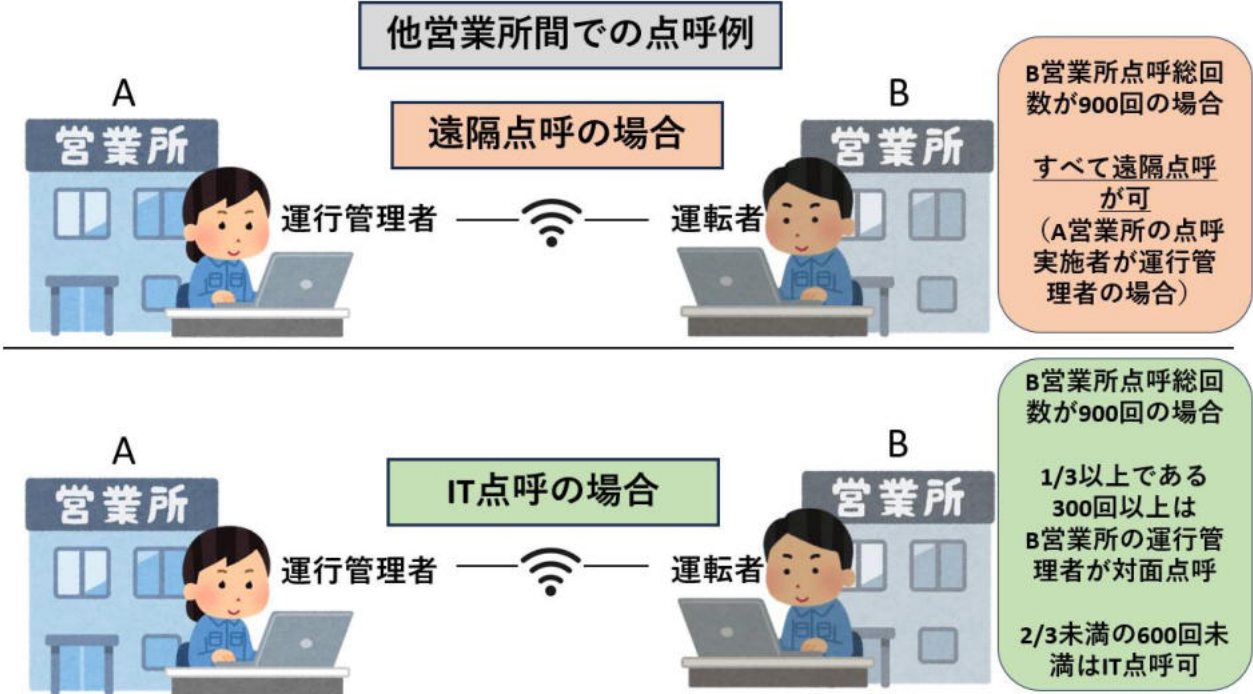 他営業所間での点呼例
A
営業所
遠隔点呼の場合
運行管理者
運転者
B
営業所
B営業所点呼総回
数が900回の場合
すべて遠隔点呼
が可
（A営業所の点呼
実施者が運行管
理者の場合）
A
営業所
IT点呼の場合
運行管理者
運転者
B
営業所
B営業所点呼総回
数が900回の場合
1/3以上である
300回以上は
B営業所の運行管
理者が対面点呼
2/3未満の600回未
満はIT点呼可